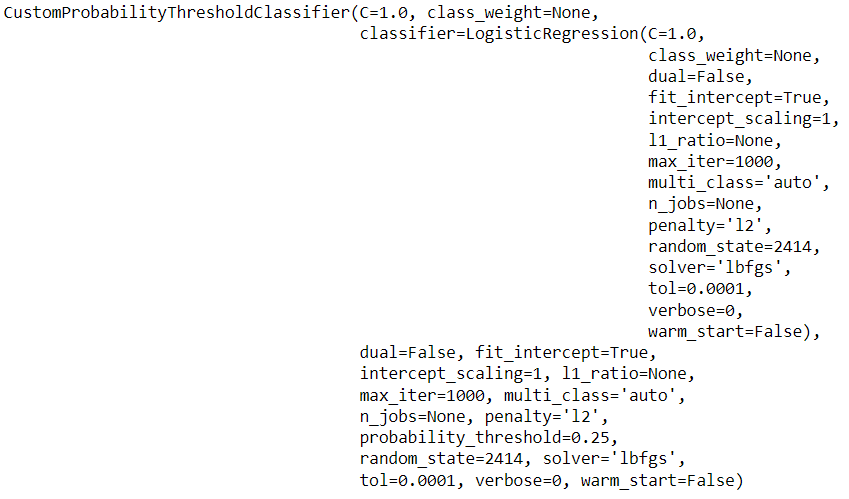 CustomProbabilityThresholdClassifier(C=1.0, class_weight=None,
classifier=LogisticRegression(C=1.0,
class_weight=None,
dual=False,
fit_intercept=True,
intercept_scaling=1,
l1_ratio=None,
max_iter=1000,
multi_class='auto',
n_jobs=None,
penalty='l2',
random_state=2414,
solver='lbfgs',
tol=0.0001,
verbose=0,
warm_start=False),
dual=False, fit_intercept=True,
intercept_scaling=1, l1_ratio=None,
max_iter=1000, multi_class='auto',
n_jobs=None, penalty='l2',
probability_threshold=0.25,
random_state=2414, solver='lbfgs',
tol=0.0001, verbose=0, warm_start=False)